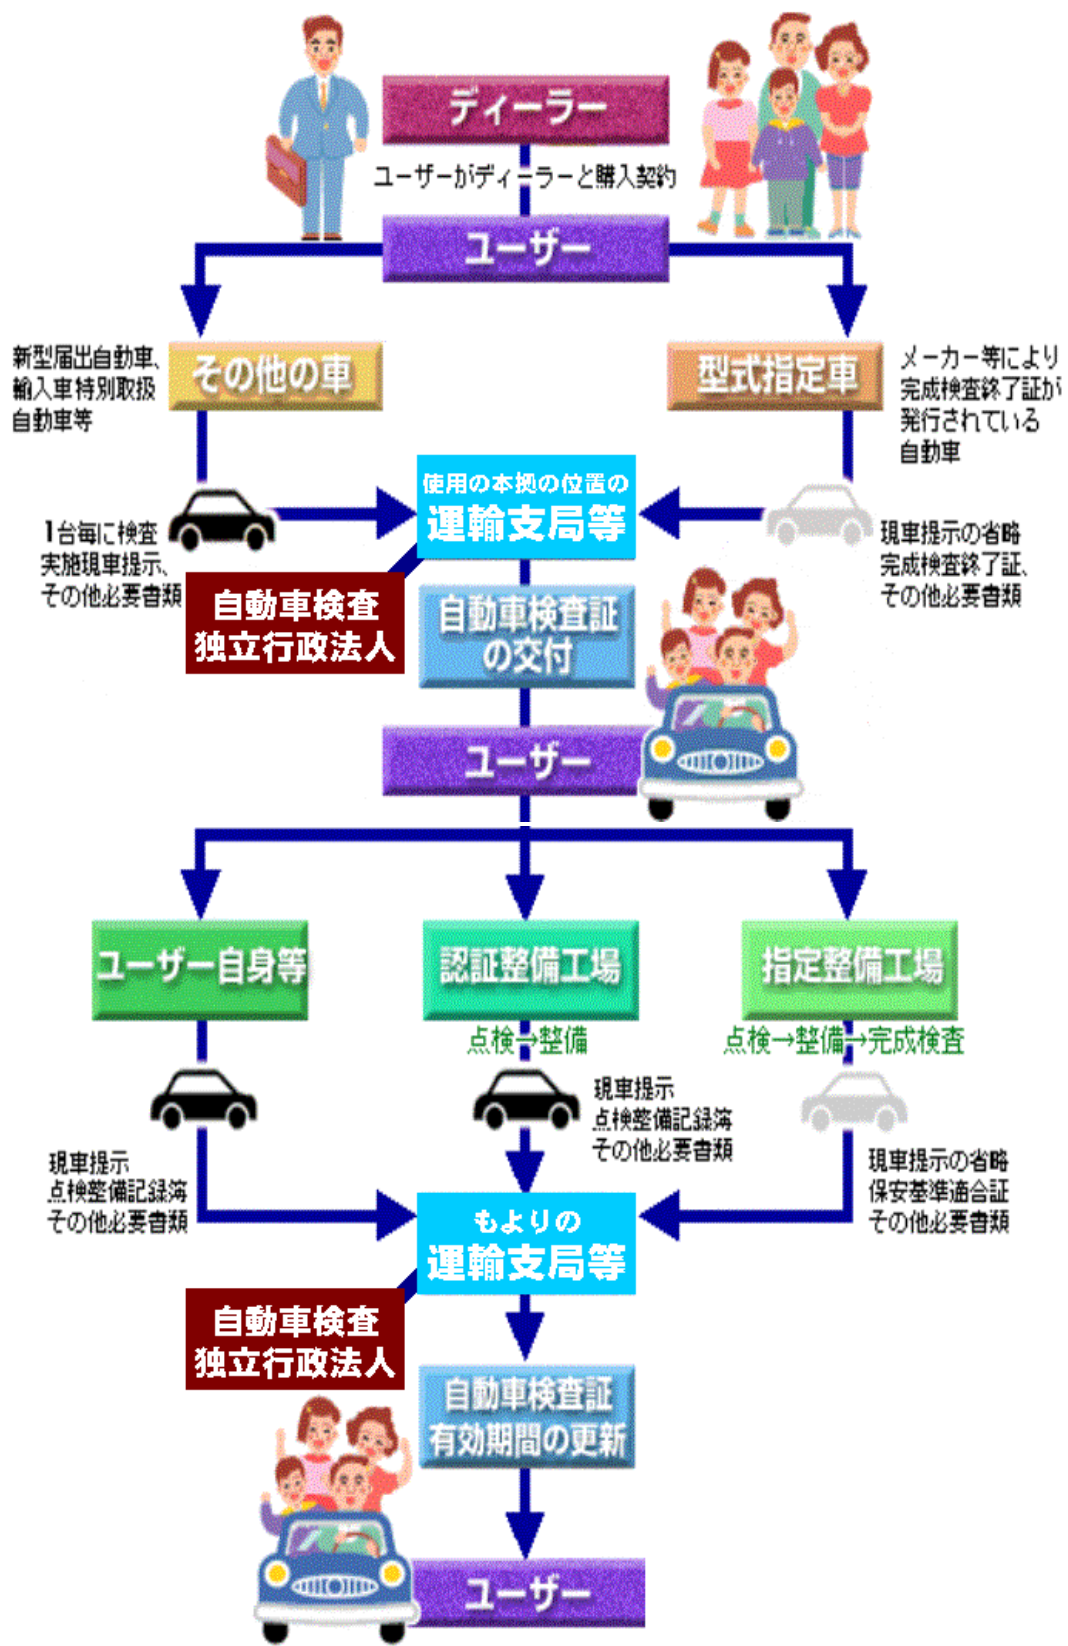 ディーラー
ユーザーがディーラーと購入契約
ユーザー
新型届出自動車、
輸入車特別取扱
自動車等
その他の車
型式指定車
メーカー等により
完成検査終了証が
発行されている
自動車
1台毎に検査
実施現車提示、
その他必要書類
使用の本拠の位置の
運輸支局等
現車提示の省略
完成検査終了証、
その他必要書類
自動車検査
独立行政法人
自動車検査証
の交付
ユーザー
ユーザー自身等
認証整備工場
指定整備工場
点検→整備
点検→整備→完成検査
現車提示
点検整備記録簿
その他必要書類
現車提示
点検整備記録簿
その他必要書類
現車提示の省略
保安基準適合証
その他必要書類
もよりの
運輸支局等
自動車検査
独立行政法人
自動車検査証
有効期間の更新
ユーザー